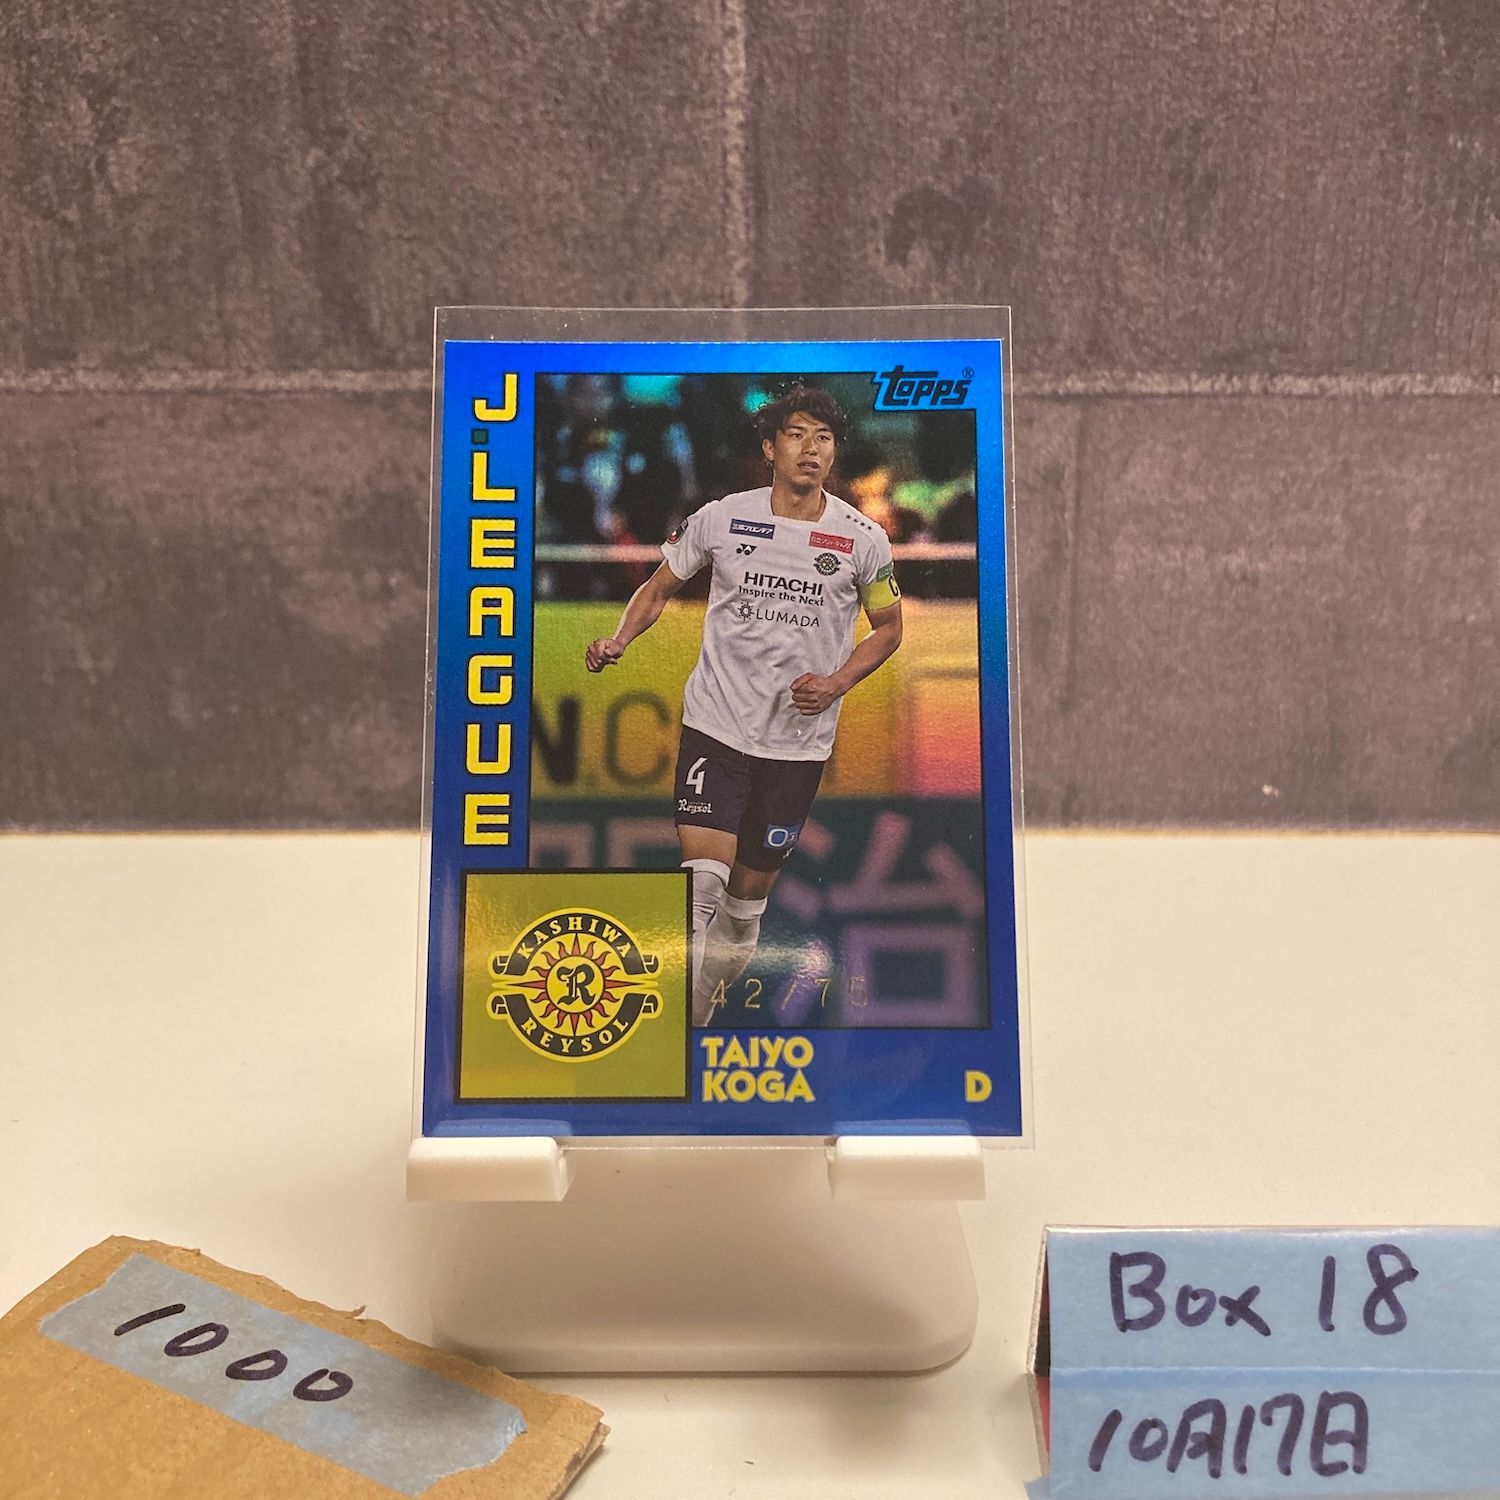 J.LEAGUE
topps®
HITACHI
Inspire the Next
LUMADA
C
N.C
4
Reysol
KASHIWA
R
REYSOL
42/75
TAIYO
KOGA
D
1000
Box 18
10月17日